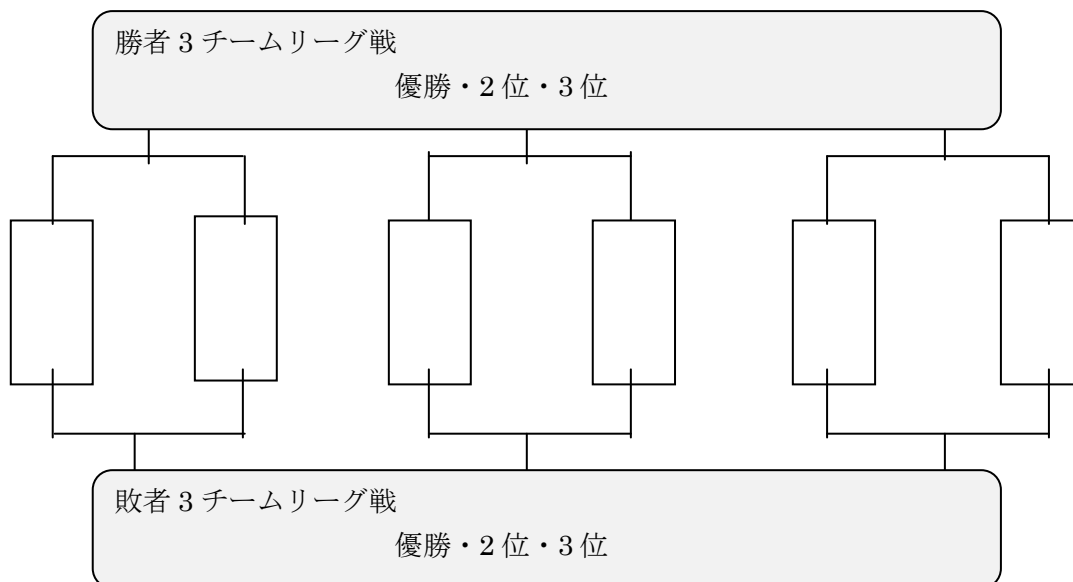 勝者 3 チームリーグ戦
優勝・2 位・3 位
敗者 3 チームリーグ戦
優勝・2 位・3 位